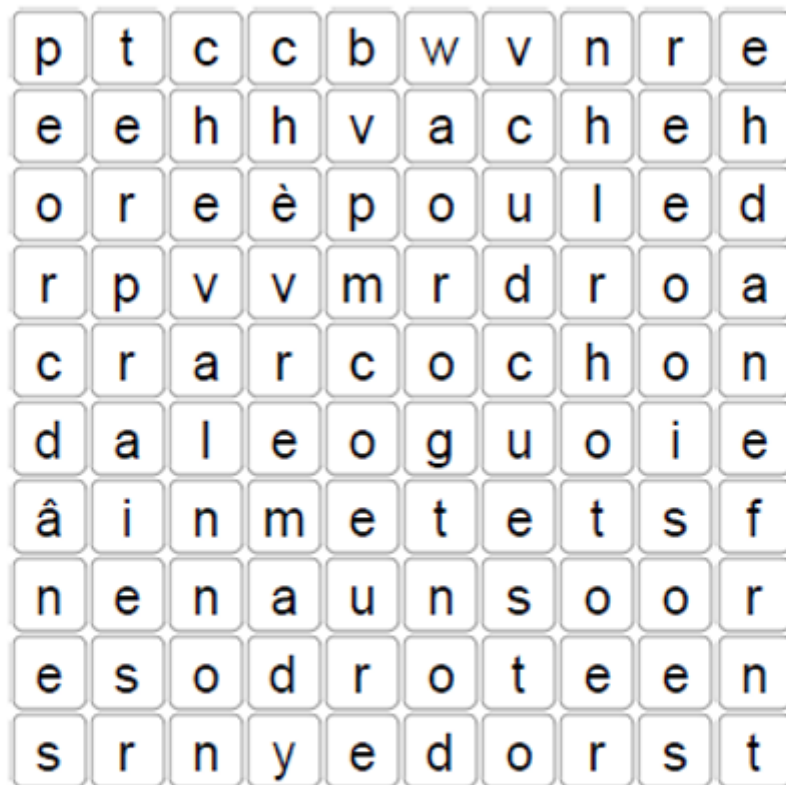 p t c c b w v n r e
e e h h v a c h e h
o r e è p o u l e d
r p v v m r d r o a
c r a r c o c h o n
d a l e o g u o i e
â i n m e t e t s f
n e n a u n s o o r
e s o d r o t e e n
s r n y e d o r s t